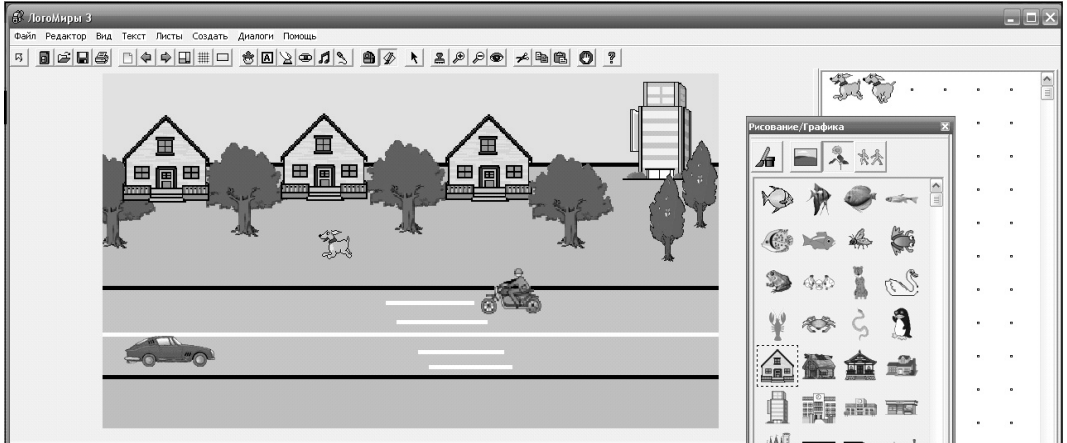 ЛогоМиры 3
Файл Редактор Вид Текст Листы Создать Диалоги Помощь
A ?
Рисование/Графика